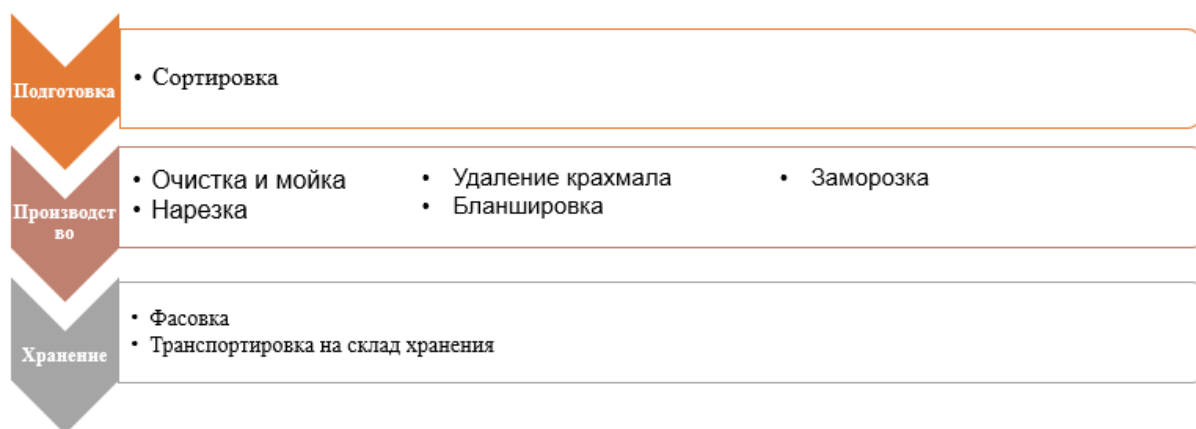 Подготовка
• Сортировка
Производст
во
• Очистка и мойка
• Нарезка
• Удаление крахмала
• Бланшировка
• Заморозка
Хранение
• Фасовка
• Транспортировка на склад хранения